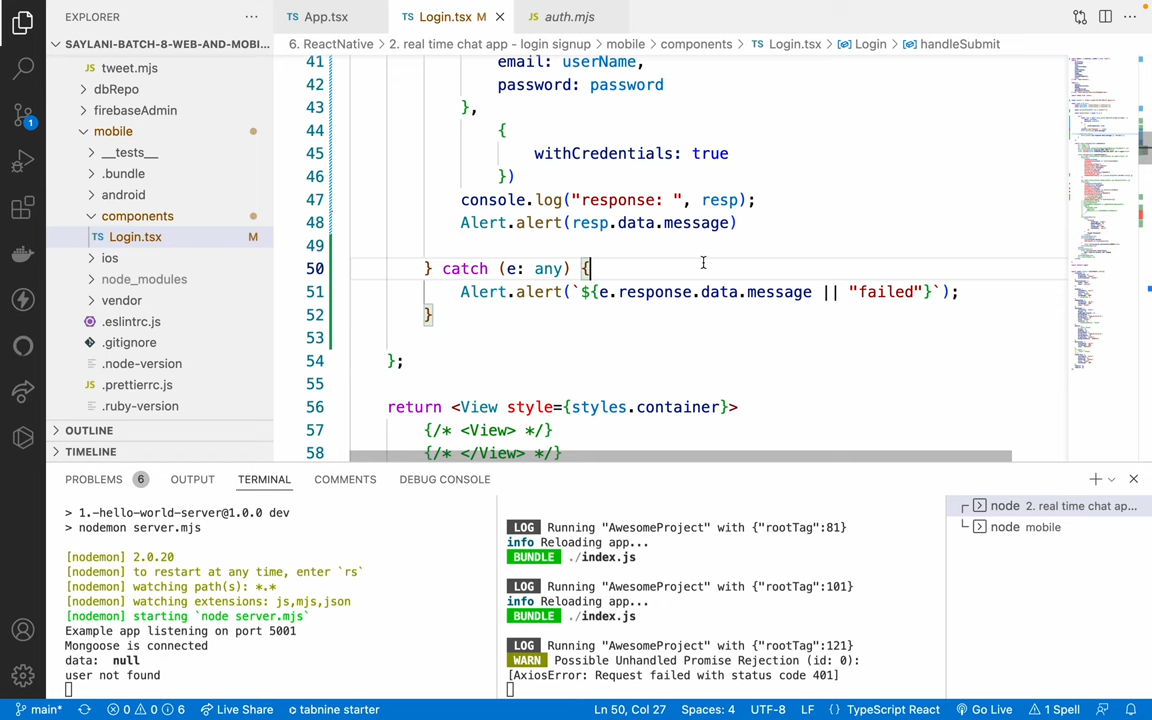 EXPLORER
App.tsx
Login.tsx M
auth.mjs
SAYLANI-BATCH-8-WEB-AND-MOBI...
6. ReactNative > 2. real time chat app - login signup > mobile > components > Login.tsx > Login > handleSubmit
tweet.mjs
dbRepo
firebaseAdmin
mobile
__tests__
.bundle
android
components
Login.tsx M
ios
node_modules
vendor
.eslintrc.js
.gitignore
.node-version
.prettierrc.js
.ruby-version
OUTLINE
TIMELINE
41 email: userName,
42 password: password
43 },
44 {
45 withCredentials: true
46 })
47 console.log("response: ", resp);
48 Alert.alert(resp.data.message)
49
50 } catch (e: any) {
51 Alert.alert(`${e.response.data.message || "failed"}`);
52 }
53
54 };
55
56 return <View style={styles.container}>
57 {/* <View> */}
58 {/* </View> */}
PROBLEMS 6 OUTPUT TERMINAL COMMENTS DEBUG CONSOLE
> 1.-hello-world-server@1.0.0 dev
> nodemon server.mjs
[nodemon] 2.0.20
[nodemon] to restart at any time, enter `rs`
[nodemon] watching path(s): *.*
[nodemon] watching extensions: js,mjs,json
[nodemon] starting `node server.mjs`
Example app listening on port 5001
Mongoose is connected
data: null
user not found
LOG Running "AwesomeProject" with {"rootTag":81}
info Reloading app...
BUNDLE ./index.js
LOG Running "AwesomeProject" with {"rootTag":101}
info Reloading app...
BUNDLE ./index.js
LOG Running "AwesomeProject" with {"rootTag":121}
WARN Possible Unhandled Promise Rejection (id: 0):
[AxiosError: Request failed with status code 401]
node 2. real time chat ap...
node mobile
1
main* 0 0 6 Live Share tabnine starter Ln 50, Col 27 Spaces: 4 UTF-8 LF {} TypeScript React Go Live 1 Spell